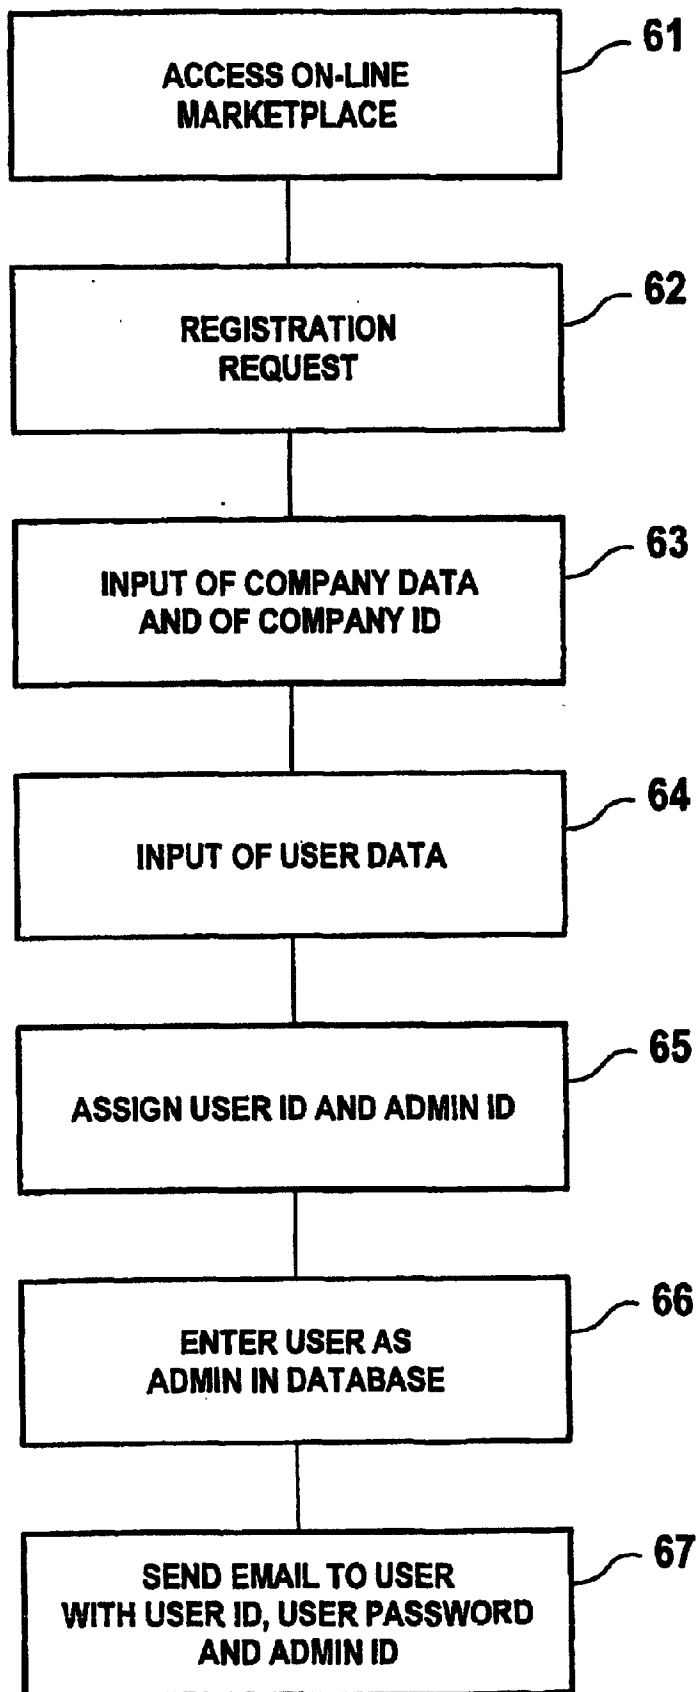 61
ACCESS ON-LINE
MARKETPLACE
62
REGISTRATION
REQUEST
63
INPUT OF COMPANY DATA
AND OF COMPANY ID
64
INPUT OF USER DATA
65
ASSIGN USER ID AND ADMIN ID
66
ENTER USER AS
ADMIN IN DATABASE
67
SEND EMAIL TO USER
WITH USER ID, USER PASSWORD
AND ADMIN ID